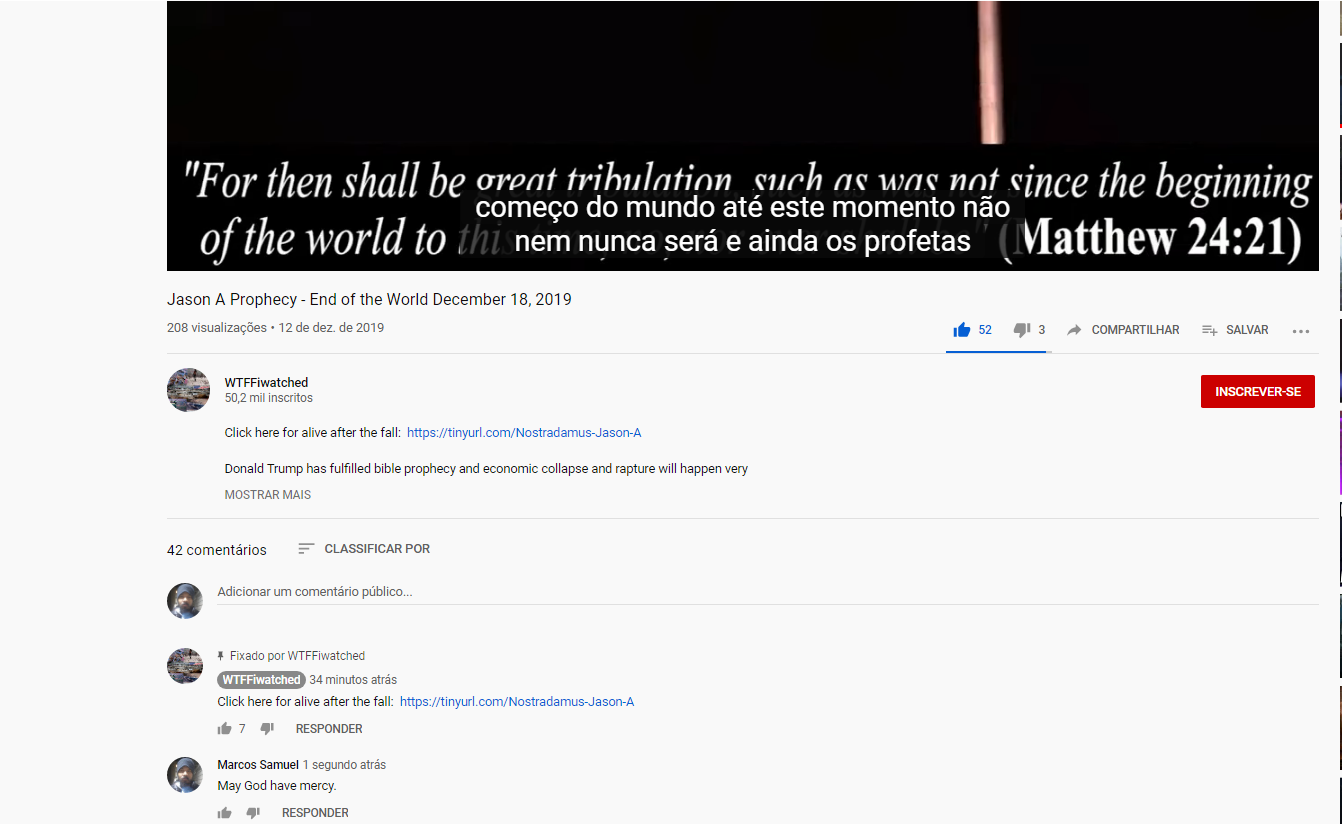 "For then shall be great tribulation, such as was not since the beginning
começo do mundo até este momento não
of the world to this
nem nunca será e ainda os profetas
(Matthew 24:21)
Jason A Prophecy - End of the World December 18, 2019
208 visualizações • 12 de dez. de 2019
52
3
COMPARTILHAR
SALVAR
WTFFiwatched
50,2 mil inscritos
INSCREVER-SE
Click here for alive after the fall: https://tinyurl.com/Nostradamus-Jason-A
Donald Trump has fulfilled bible prophecy and economic collapse and rapture will happen very
MOSTRAR MAIS
42 comentários
CLASSIFICAR POR
Adicionar um comentário público...
Fixado por WTFFiwatched
WTFFiwatched 34 minutos atrás
Click here for alive after the fall: https://tinyurl.com/Nostradamus-Jason-A
7
RESPONDER
Marcos Samuel 1 segundo atrás
May God have mercy.
RESPONDER